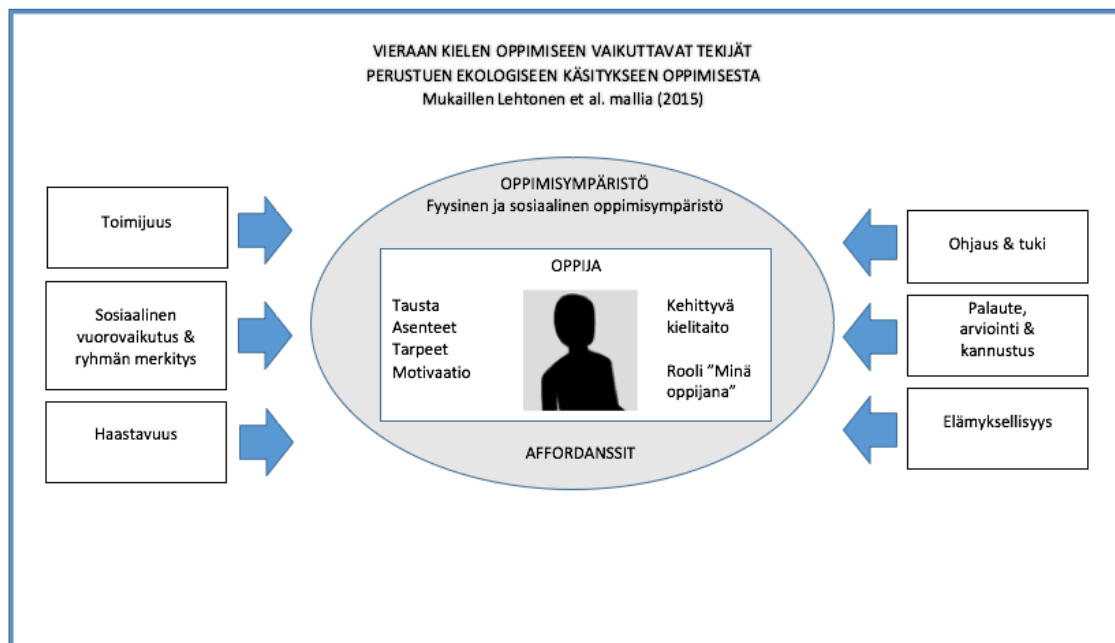 VIERAAN KIELEN OPPIMISEEN VAIKUTTAVAT TEKIJÄT
PERUSTUEN EKOLOGISEEN KÄSITYKSEEN OPPIMISESTA
Mukaillen Lehtonen et al. mallia (2015)
Toimijuus
Sosiaalinen
vuorovaikutus &
ryhmän merkitys
Haastavuus
OPPIMISYMPÄRISTÖ
Fyysinen ja sosiaalinen oppimisympäristö
OPPIJA
Tausta
Asenteet
Tarpeet
Motivaatio
Kehittyvä
kielitaito
Rooli ”Minä
oppijana”
AFFORDANSSIT
Ohjaus & tuki
Palaute,
arviointi &
kannustus
Elämyksellisyys